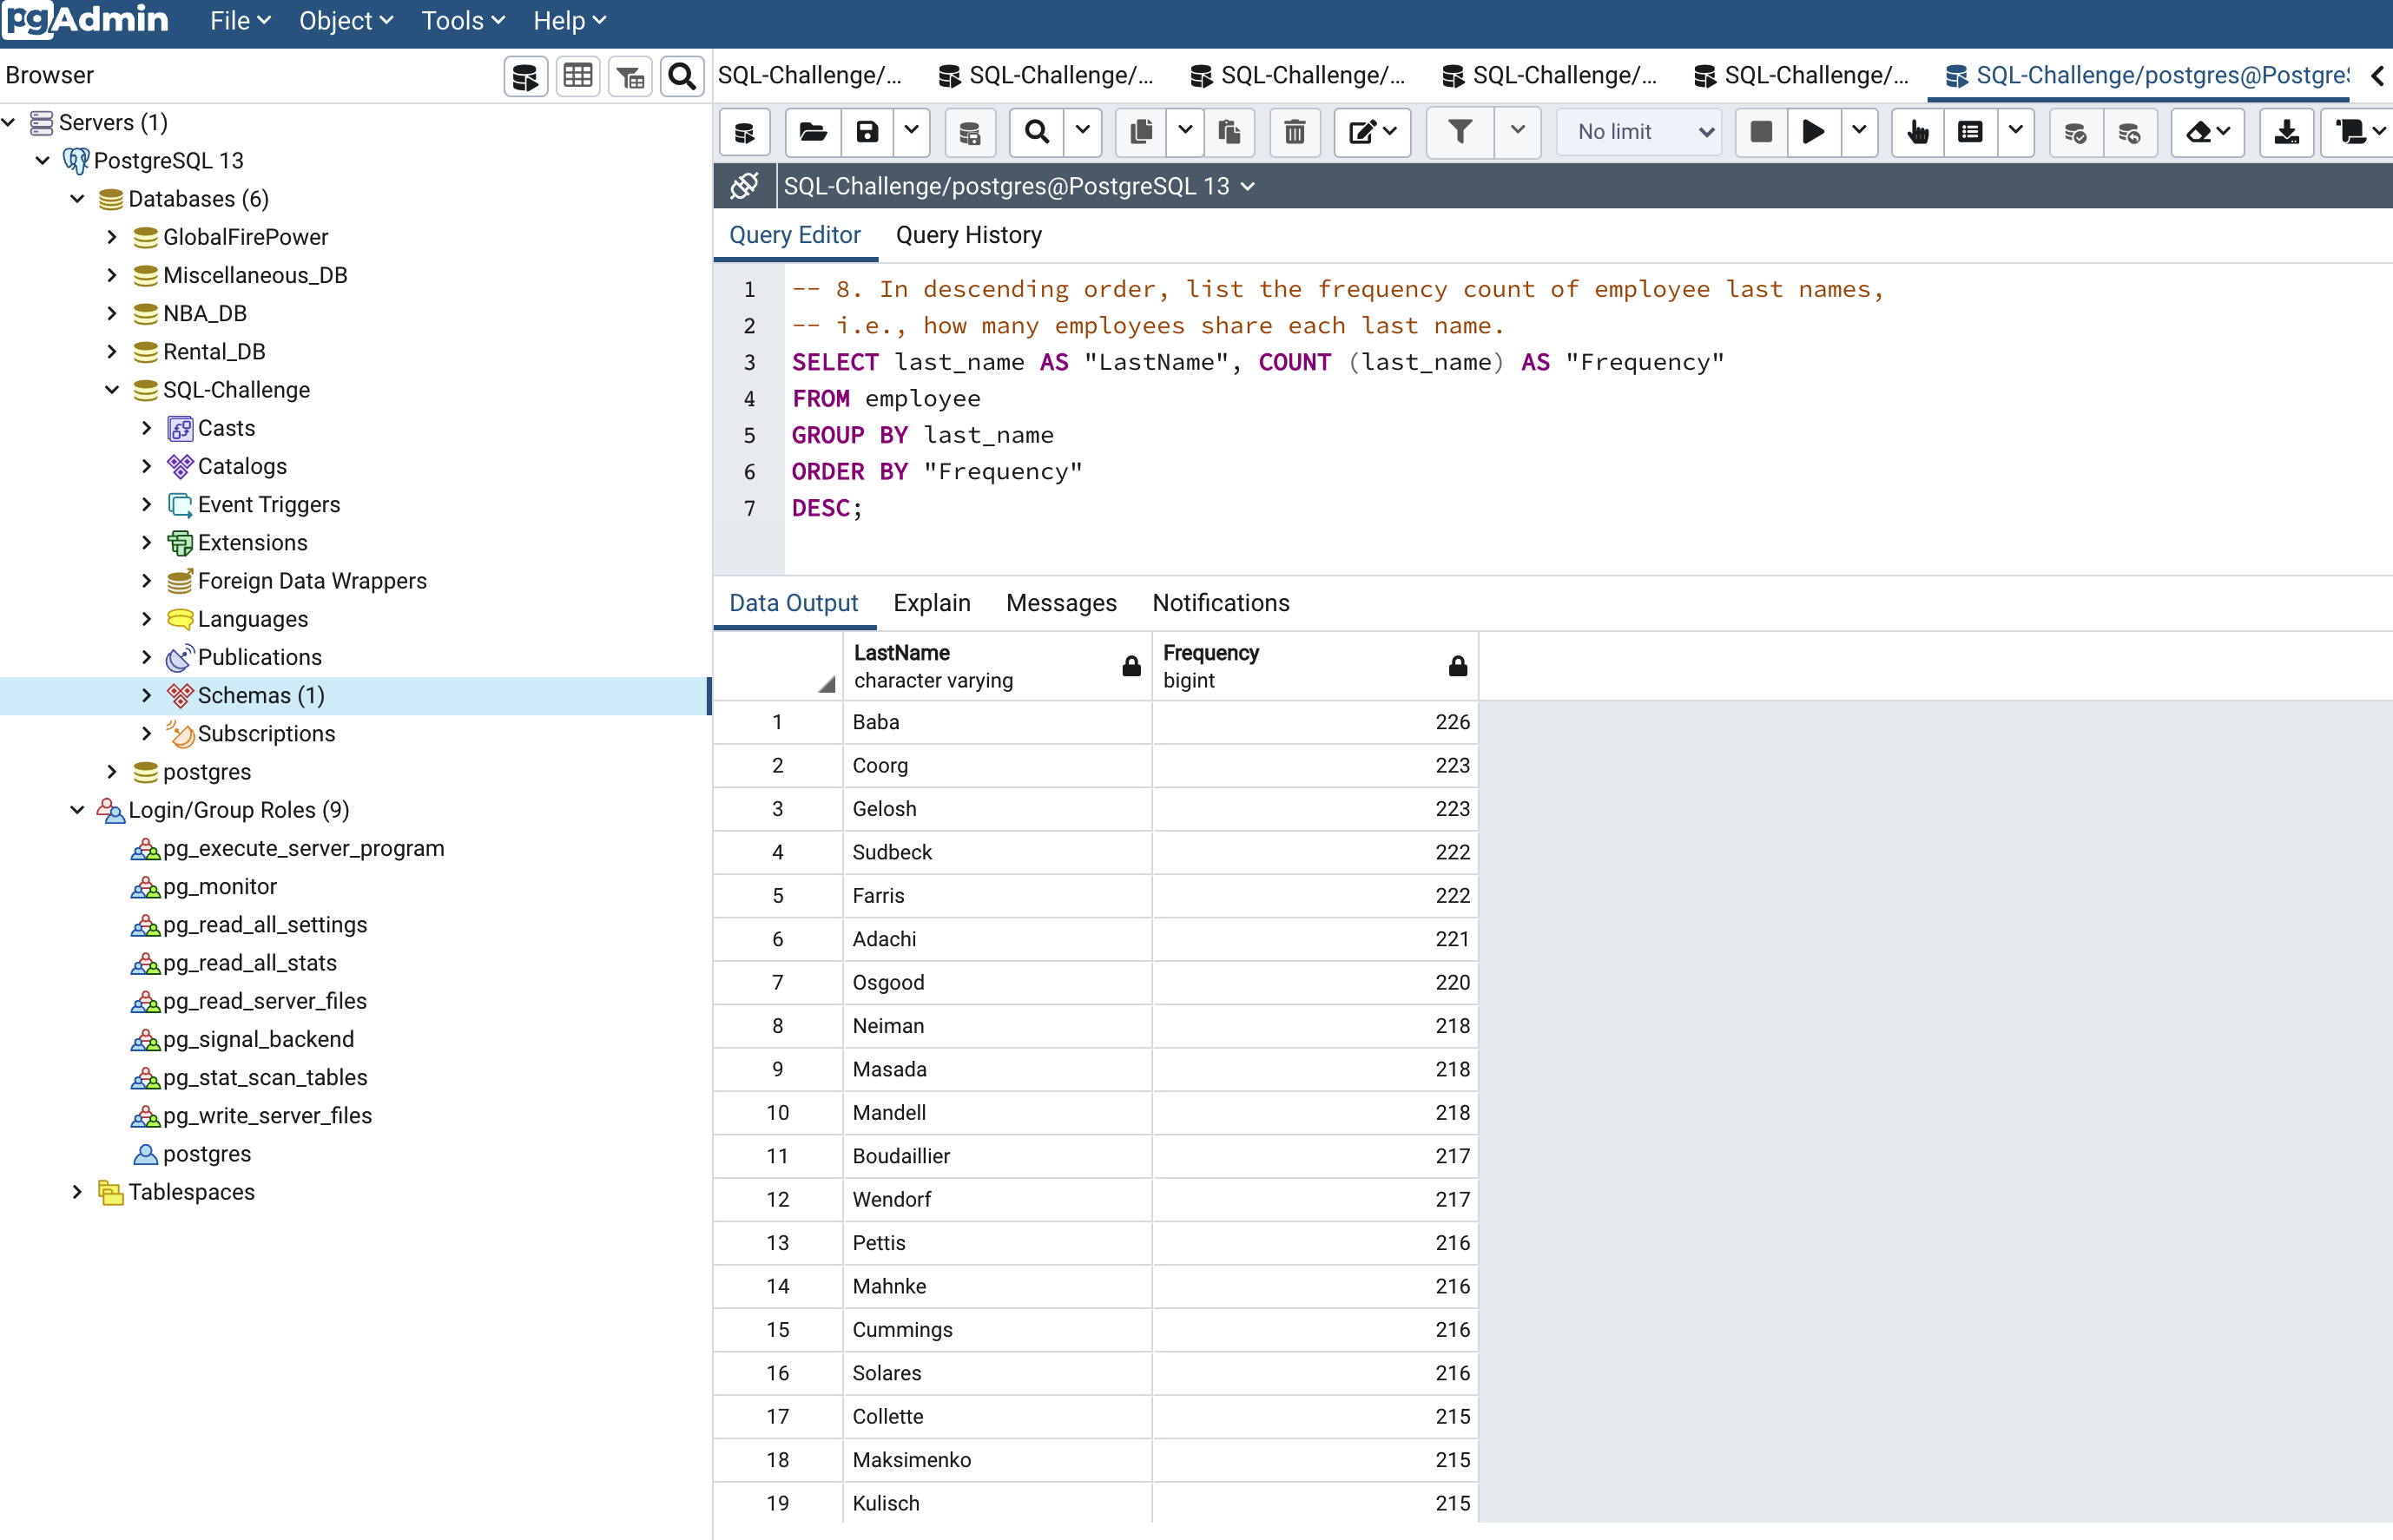 pgAdmin File Object Tools Help
Browser
SQL-Challenge/... SQL-Challenge/... SQL-Challenge/... SQL-Challenge/... SQL-Challenge/... SQL-Challenge/postgres@PostgreS
Servers (1)
PostgreSQL 13
Databases (6)
GlobalFirePower
Miscellaneous_DB
NBA_DB
Rental_DB
SQL-Challenge
Casts
Catalogs
Event Triggers
Extensions
Foreign Data Wrappers
Languages
Publications
Schemas (1)
Subscriptions
postgres
Login/Group Roles (9)
pg_execute_server_program
pg_monitor
pg_read_all_settings
pg_read_all_stats
pg_read_server_files
pg_signal_backend
pg_stat_scan_tables
pg_write_server_files
postgres
Tablespaces
No limit
SQL-Challenge/postgres@PostgreSQL 13
Query Editor Query History
1 -- 8. In descending order, list the frequency count of employee last names,
2 -- i.e., how many employees share each last name.
3 SELECT last_name AS "LastName", COUNT (last_name) AS "Frequency"
4 FROM employee
5 GROUP BY last_name
6 ORDER BY "Frequency"
7 DESC;
Data Output Explain Messages Notifications
LastName Frequency
character varying bigint
1 Baba 226
2 Coorg 223
3 Gelosh 223
4 Sudbeck 222
5 Farris 222
6 Adachi 221
7 Osgood 220
8 Neiman 218
9 Masada 218
10 Mandell 218
11 Boudaillier 217
12 Wendorf 217
13 Pettis 216
14 Mahnke 216
15 Cummings 216
16 Solares 216
17 Collette 215
18 Maksimenko 215
19 Kulisch 215